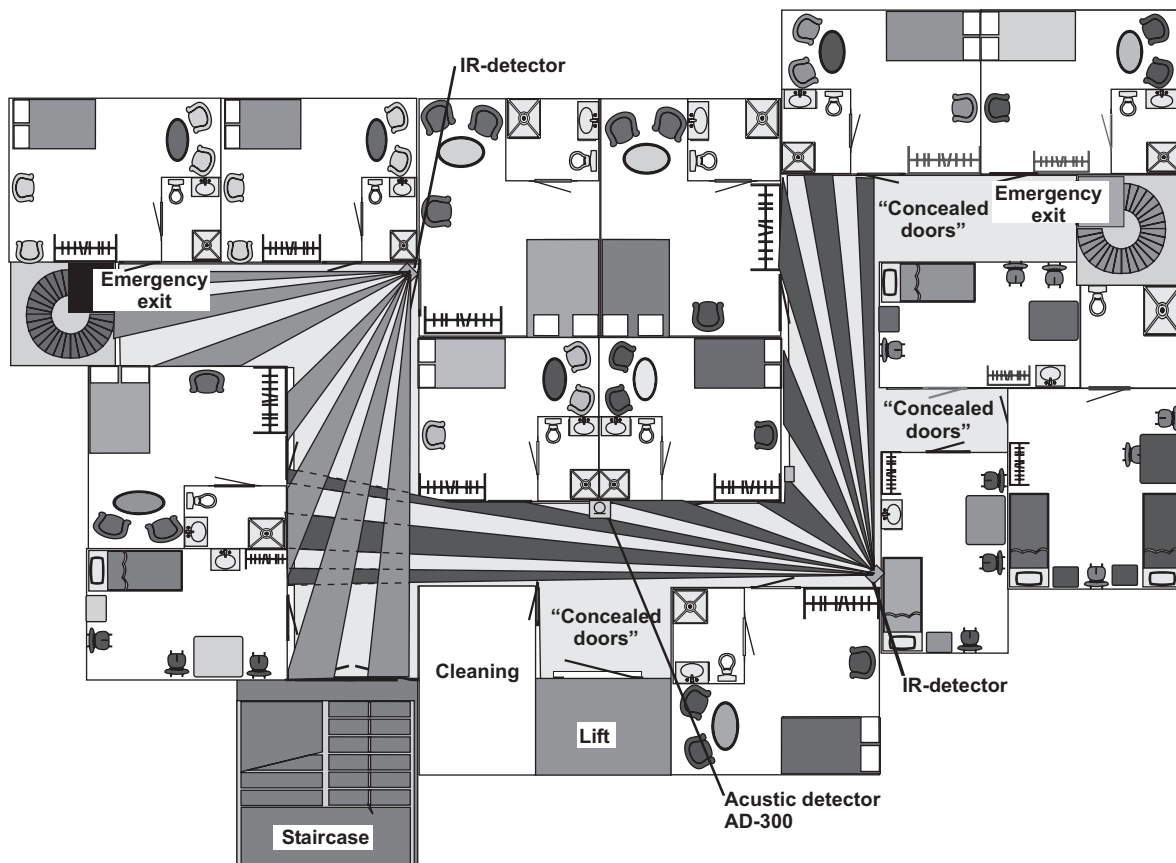 IR-detector
“Concealed
doors”
Emergency
exit
Emergency
exit
“Concealed
doors”
“Concealed
doors”
Cleaning
IR-detector
Lift
Acustic detector
AD-300
Staircase